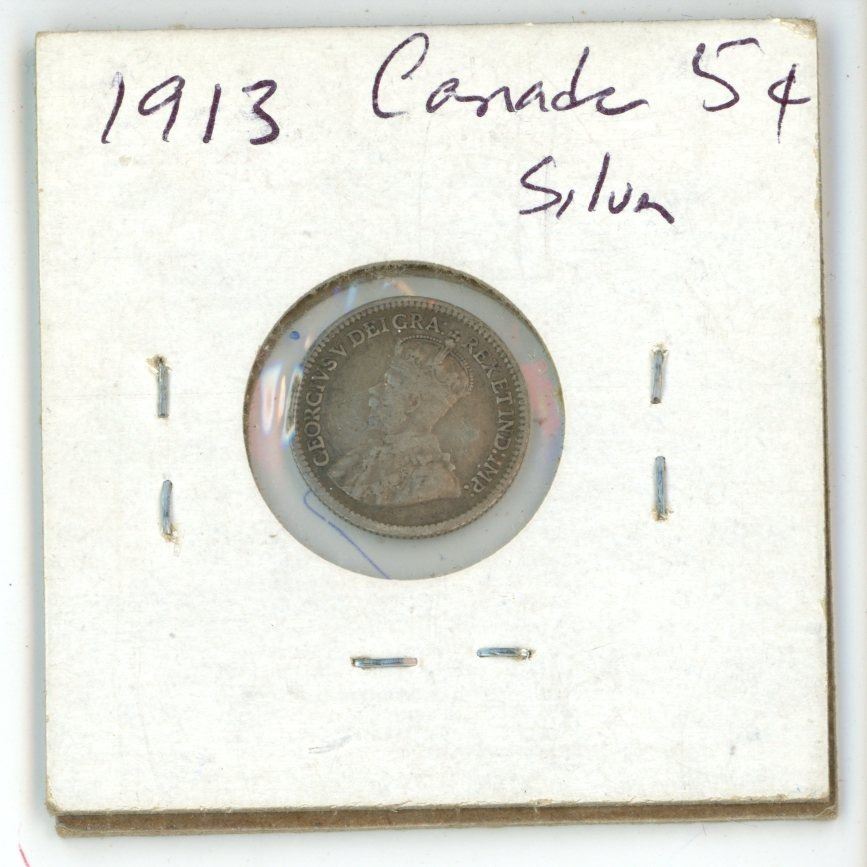 1913 Canada 5¢
Silver
GEORGIVS V DEI GRA: REX ET IND: IMP: